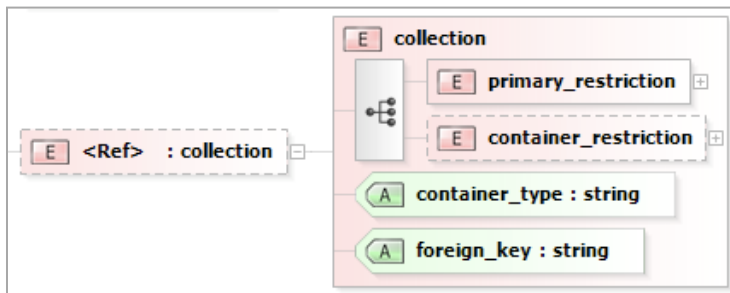 E collection
E primary_restriction
E container_restriction
E <Ref> : collection
A container_type : string
A foreign_key : string